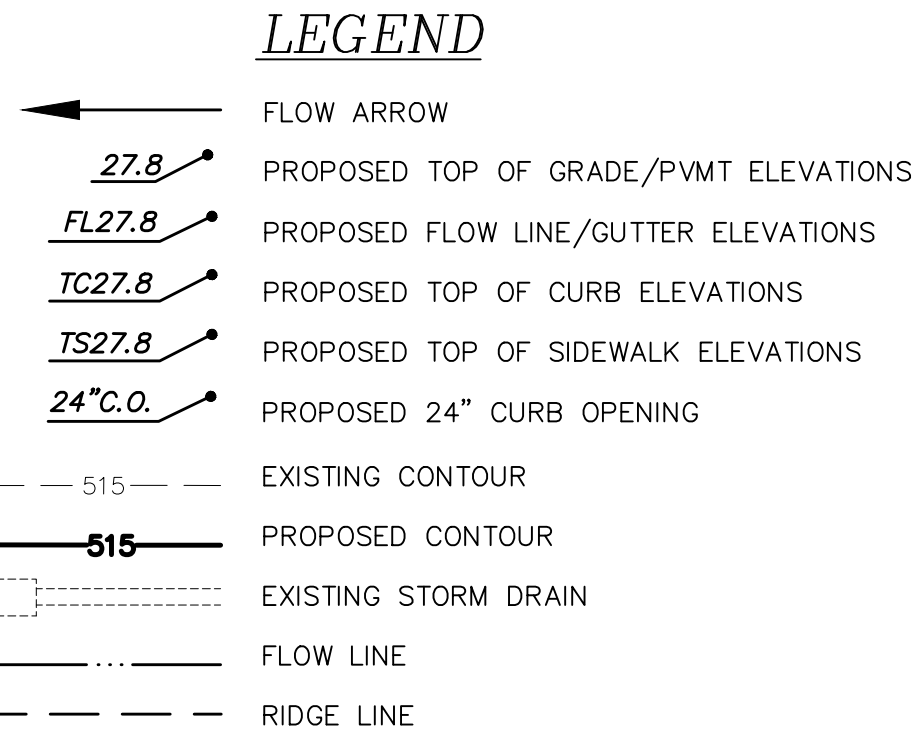 LEGEND
FLOW ARROW
27.8 PROPOSED TOP OF GRADE/PVMT ELEVATIONS
FL27.8 PROPOSED FLOW LINE/GUTTER ELEVATIONS
TC27.8 PROPOSED TOP OF CURB ELEVATIONS
TS27.8 PROPOSED TOP OF SIDEWALK ELEVATIONS
24"C.O. PROPOSED 24" CURB OPENING
515 EXISTING CONTOUR
515 PROPOSED CONTOUR
EXISTING STORM DRAIN
FLOW LINE
RIDGE LINE